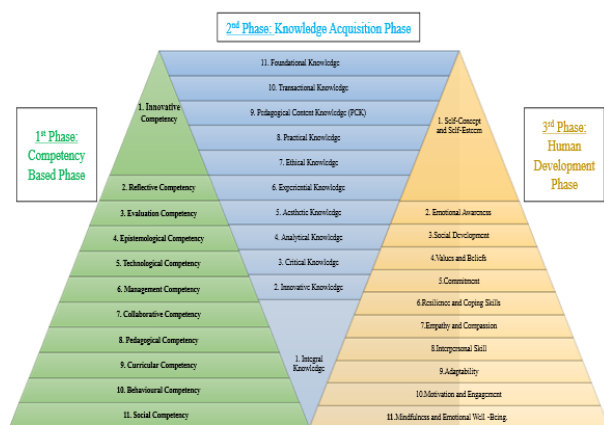 2nd Phase: Knowledge Acquisition Phase
1st Phase:
Competency
Based Phase
1. Innovative
Competency
2. Reflective Competency
3. Evaluation Competency
4. Epistemological Competency
5. Technological Competency
6. Management Competency
7. Collaborative Competency
8. Pedagogical Competency
9. Curricular Competency
10. Behavioural Competency
11. Social Competency
11. Foundational Knowledge
10. Transactional Knowledge
9. Pedagogical Content Knowledge (PCK)
8. Practical Knowledge
7. Ethical Knowledge
6. Experiential Knowledge
5. Aesthetic Knowledge
4. Analytical Knowledge
3. Critical Knowledge
2. Innovative Knowledge
1. Integral
Knowledge
3rd Phase:
Human
Development
Phase
1. Self-Concept
and Self-Esteem
2. Emotional Awareness
3.Social Development
4.Values and Beliefs
5.Commitment
6.Resilience and Coping Skills
7.Empathy and Compassion
8.Interpersonal Skill
9.Adaptability
10.Motivation and Engagement
11.Mindfulness and Emotional Well -Being.